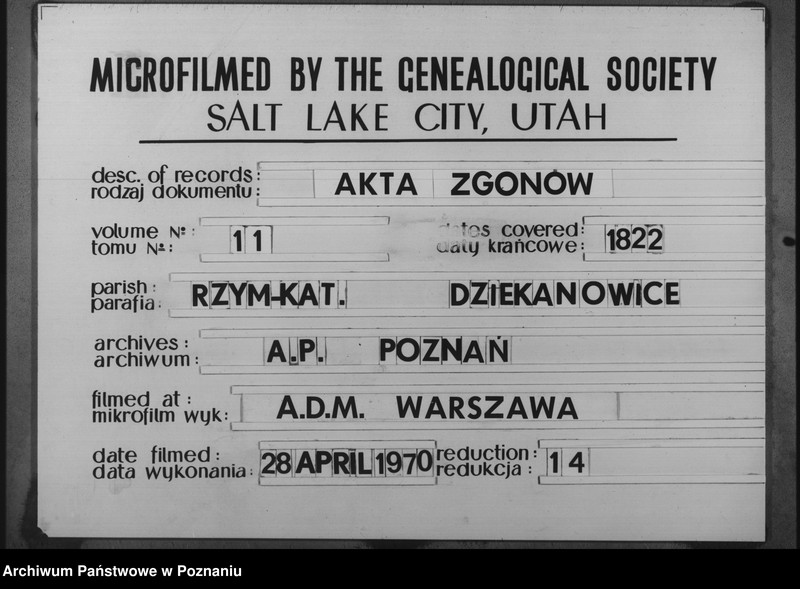 MICROFILMED BY THE GENEALOGICAL SOCIETY
SALT LAKE CITY, UTAH
desc. of records: AKTA ZGONÓW
rodzaj dokumentu:
volume Nº: 11 dates covered: 1822
tomu Nº: daty krańcowe:
parish: RZYM-KAT. DZIEKANOWICE
parafia:
archives: A.P. POZNAŃ
archiwum:
filmed at: A.D.M. WARSZAWA
mikrofilm wyk:
date filmed: 28 APRIL 1970 reduction: 14
data wykonania: redukcja:
Archiwum Państwowe w Poznaniu